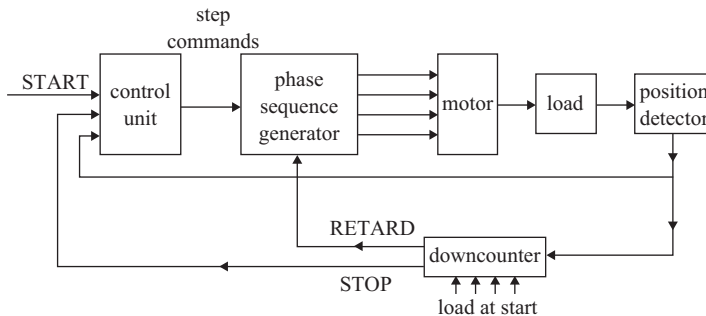 step
commands
START
control
unit
phase
sequence
generator
motor
load
position
detector
RETARD
downcounter
STOP
load at start